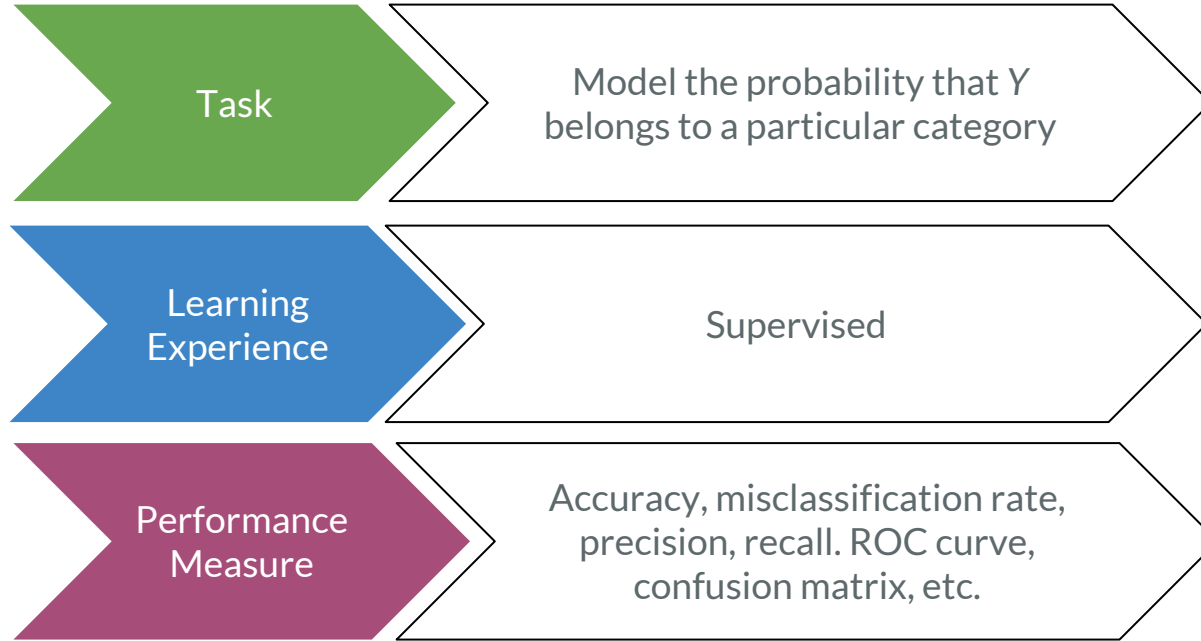 Task
Model the probability that Y
belongs to a particular category
Learning
Experience
Supervised
Performance
Measure
Accuracy, misclassification rate,
precision, recall. ROC curve,
confusion matrix, etc.